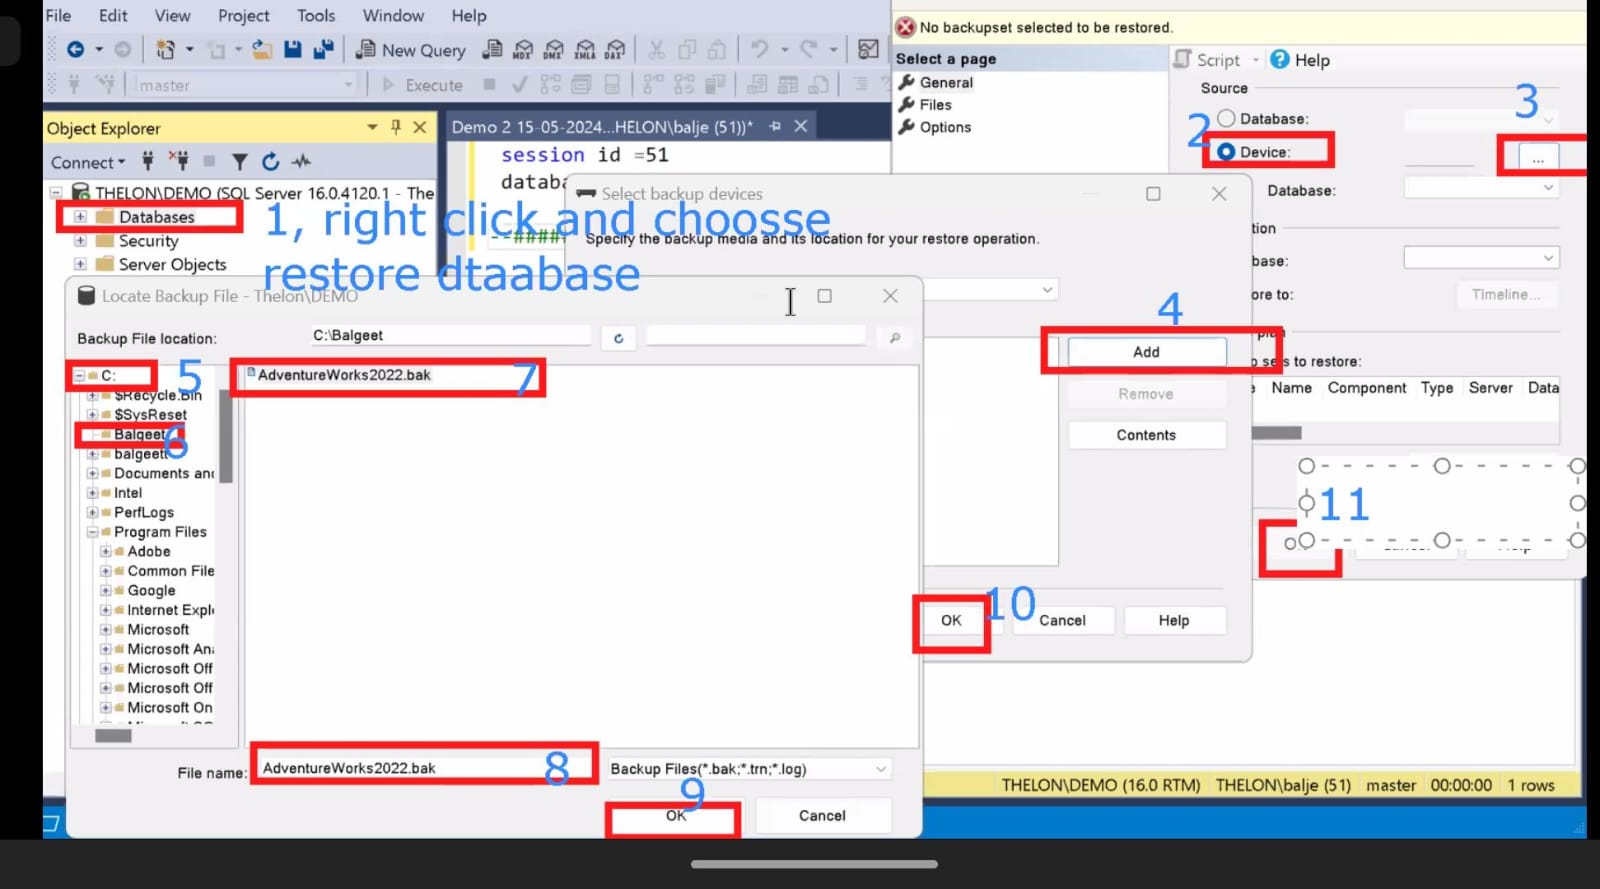 File Edit View Project Tools Window Help
New Query MDX DMX XMLA DAX
master Execute
Object Explorer
Connect
THELON\DEMO (SQL Server 16.0.4120.1 - The
Databases
Security
Server Objects
Demo 2 15-05-2024...HELON\balje (51))*
session id =51
databa
--#####
1, right click and choosse
restore dtaabase
No backupset selected to be restored.
Select a page
General
Files
Options
Script Help
Source
Database:
2
Device:
3
...
Database:
tion
base:
ore to:
Timeline...
plan
sets to restore:
Name Component Type Server Data
11
Select backup devices
Specify the backup media and its location for your restore operation.
4
Add
Remove
Contents
OK
10
Cancel
Help
Locate Backup File - Thelon\DEMO
Backup File location:
C:\Balgeet
C:
5
$Recycle.Bin
$SysReset
Balgeet
6
balgeett
Documents and
Intel
PerfLogs
Program Files
Adobe
Common File
Google
Internet Expl
Microsoft
Microsoft An
Microsoft Off
Microsoft Off
Microsoft On
AdventureWorks2022.bak
7
File name:
AdventureWorks2022.bak
8
Backup Files(*.bak;*.trn;*.log)
9
OK
Cancel
THELON\DEMO (16.0 RTM) THELON\balje (51) master 00:00:00 1 rows